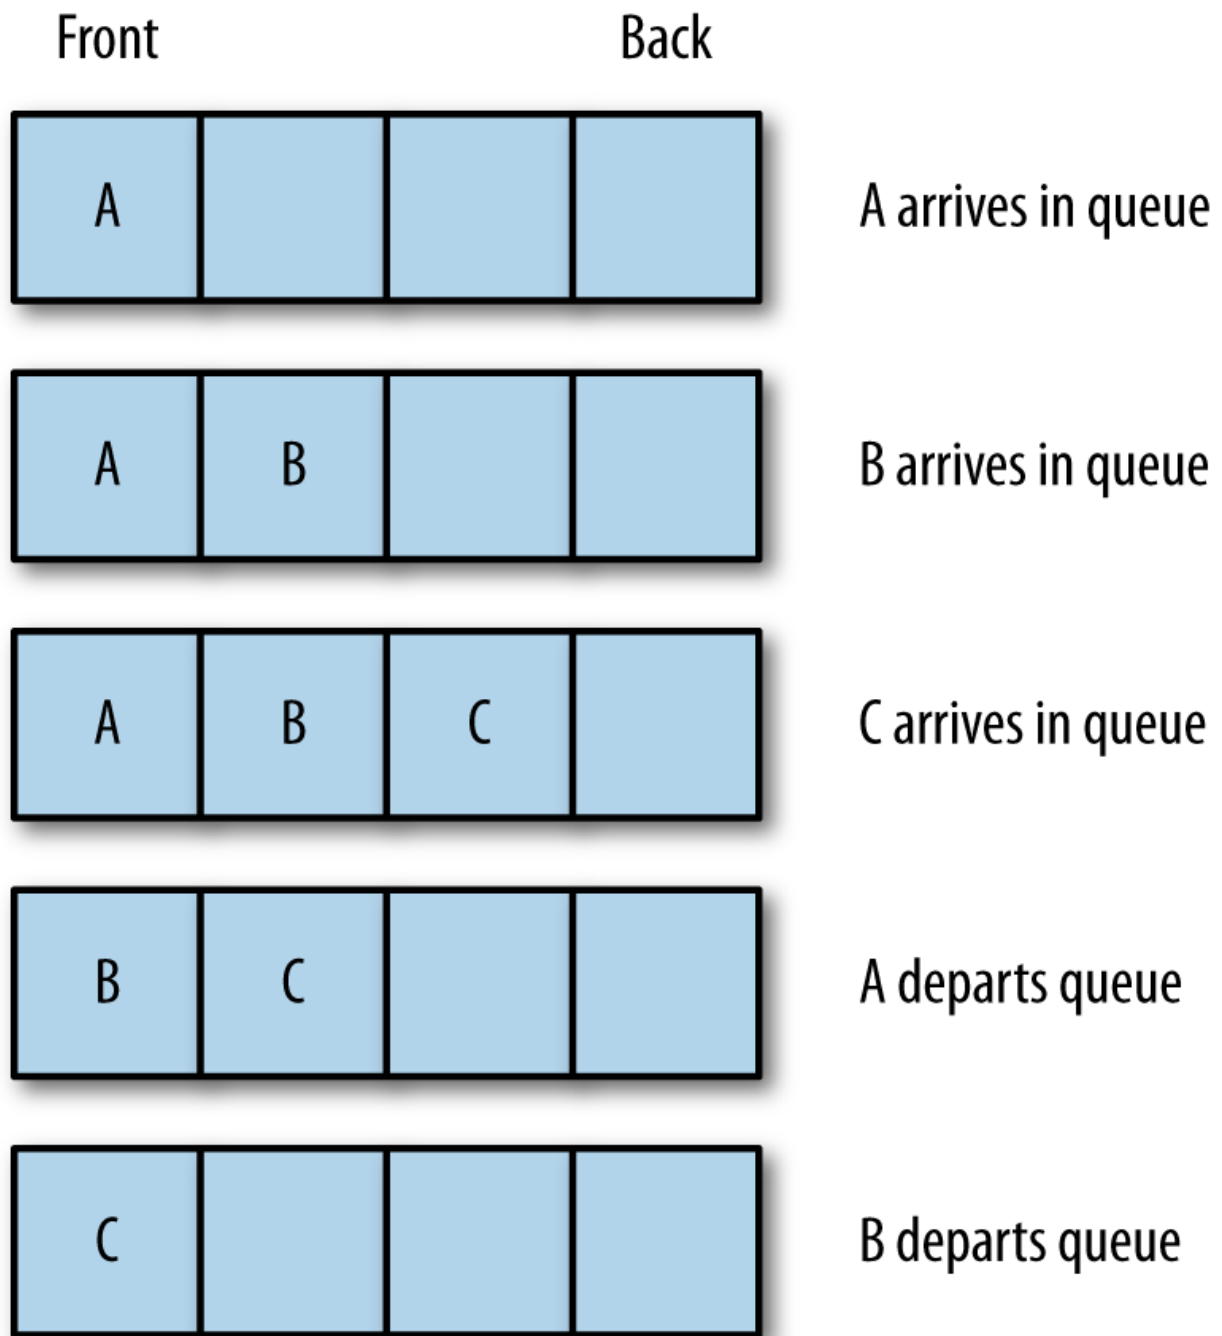 Front Back
A A arrives in queue
A B B arrives in queue
A B C C arrives in queue
B C A departs queue
C B departs queue